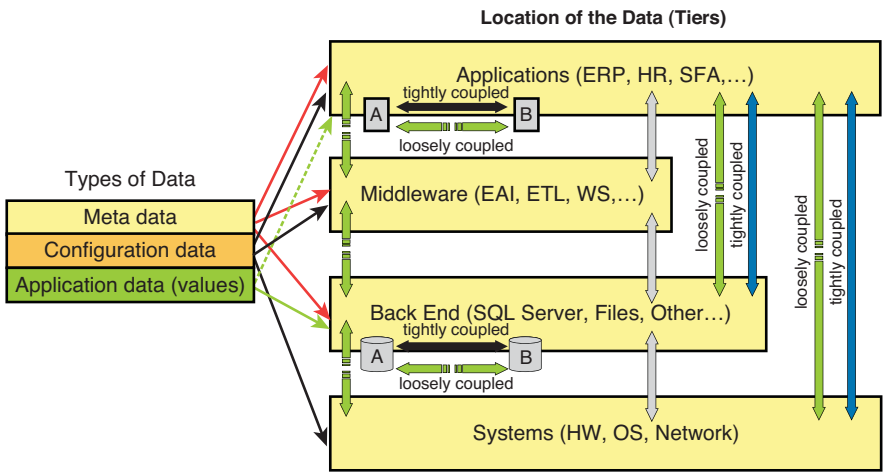 Location of the Data (Tiers)
Applications (ERP, HR, SFA,…)
tightly coupled
A
B
loosely coupled
Types of Data
Meta data
Configuration data
Application data (values)
Middleware (EAI, ETL, WS,…)
loosely coupled
tightly coupled
loosely coupled
tightly coupled
Back End (SQL Server, Files, Other…)
tightly coupled
A
B
loosely coupled
Systems (HW, OS, Network)